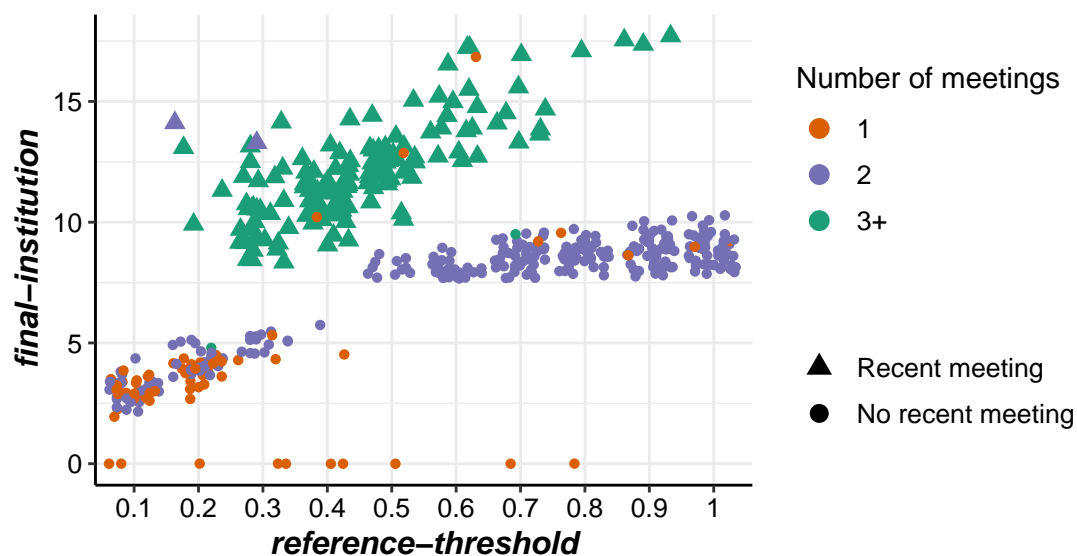 final–institution
15
10
5
0
0.1 0.2 0.3 0.4 0.5 0.6 0.7 0.8 0.9 1
reference–threshold
Number of meetings
1
2
3+
Recent meeting
No recent meeting